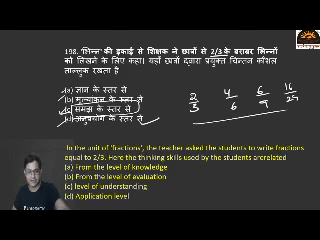 198. 'भिन्न' की इकाई से शिक्षक ने छात्रों से 2/3 के बराबर भिन्नों
को लिखने के लिए कहा। यहाँ छात्रों द्वारा प्रयुक्त चिन्तन कौशल
ताल्लुक रखता है
(a) ज्ञान के स्तर से
(b) मूल्यांकन के स्तर से
(c) समझ के स्तर से
(d) अनुप्रयोग के स्तर से
2/3 4/6 6/9 16/24
In the unit of 'fractions', the teacher asked the students to write fractions
equal to 2/3. Here the thinking skills used by the students arerelated
(a) From the level of knowledge
(b) From the level of evaluation
(c) level of understanding
(d) Application level